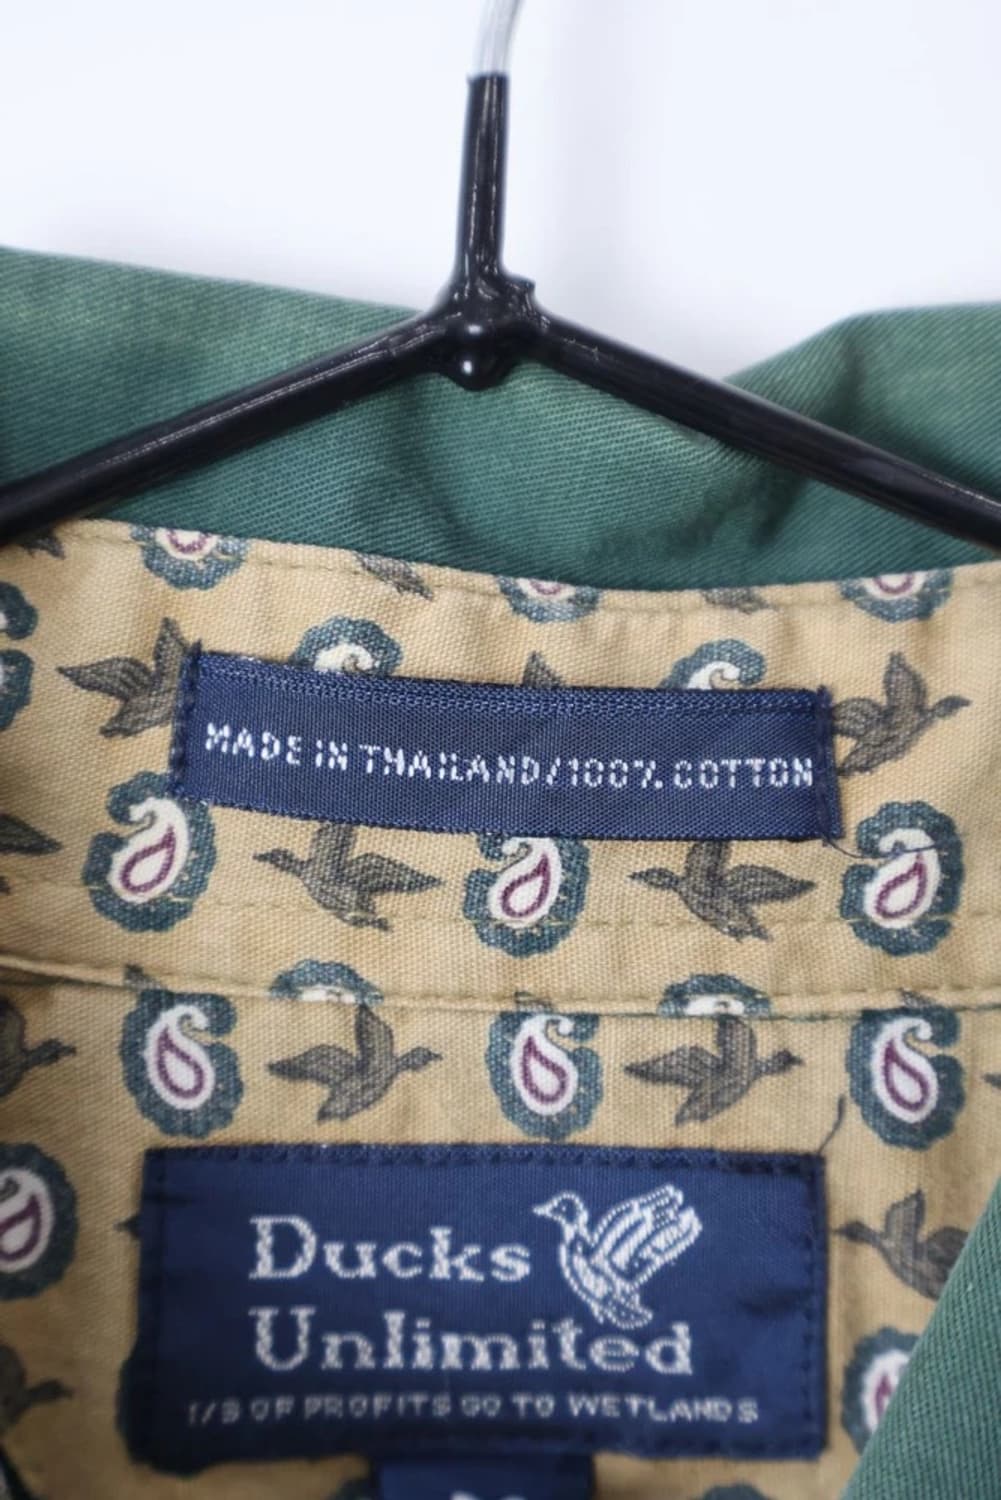 MADE IN THAILAND/100% COTTON
Ducks
Unlimited
1/3 OF PROFITS GO TO WETLANDS